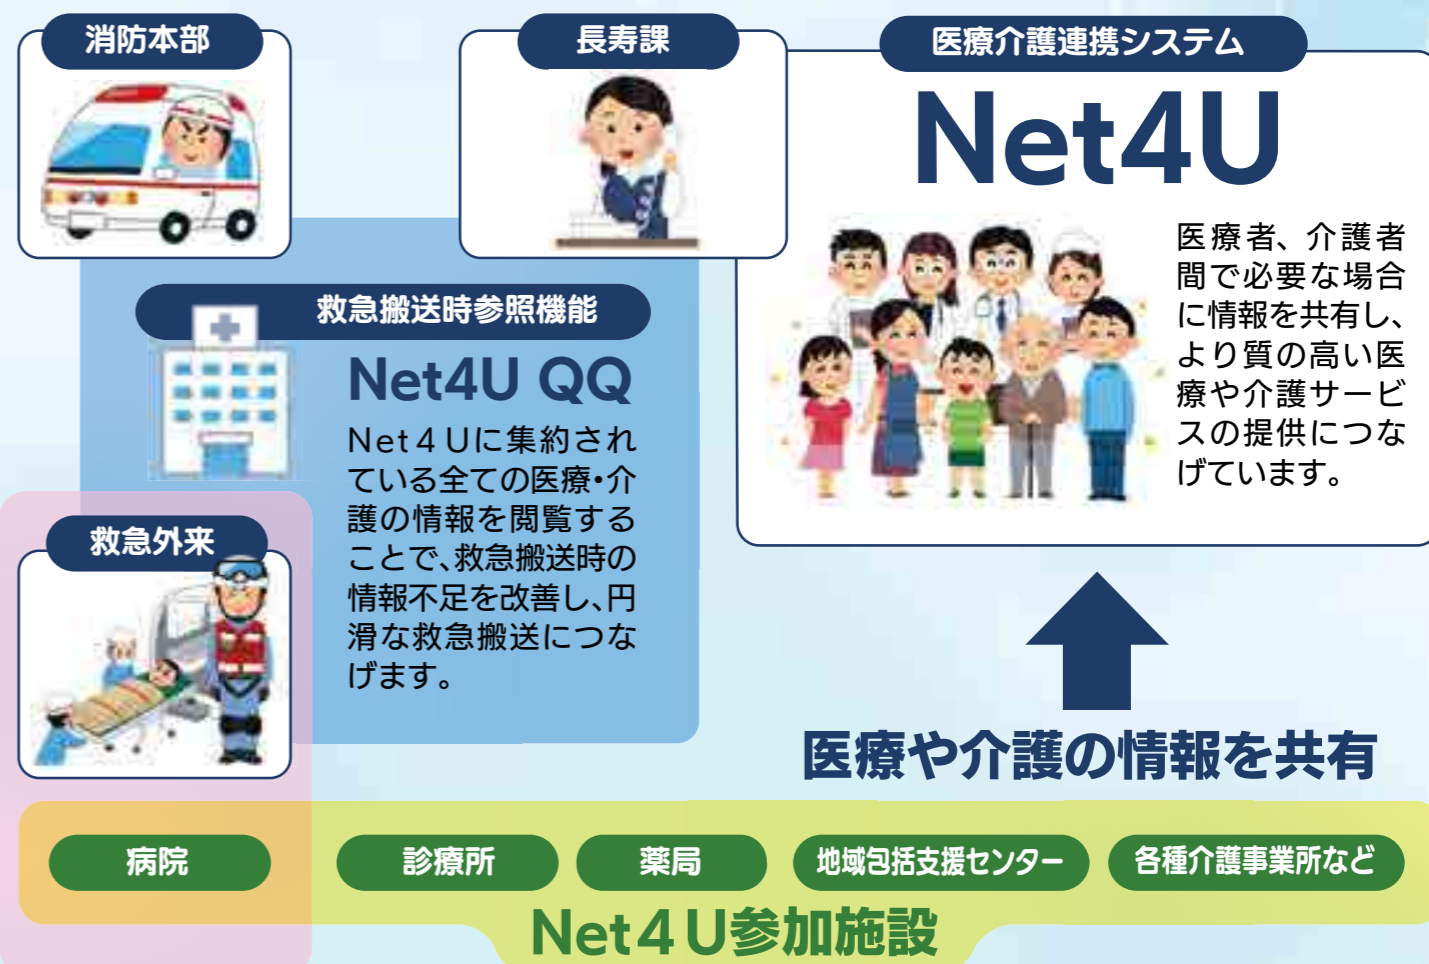 消防本部
長寿課
医療介護連携システム
Net4U
医療者、介護者
間で必要な場合
に情報を共有し、
より質の高い医
療や介護サービ
スの提供につな
げています。
救急搬送時参照機能
Net4U QQ
Net4Uに集約され
ている全ての医療・介
護の情報を閲覧する
ことで、救急搬送時の
情報不足を改善し、円
滑な救急搬送につな
げます。
救急外来
医療や介護の情報を共有
病院
診療所
薬局
地域包括支援センター
各種介護事業所など
Net4U参加施設